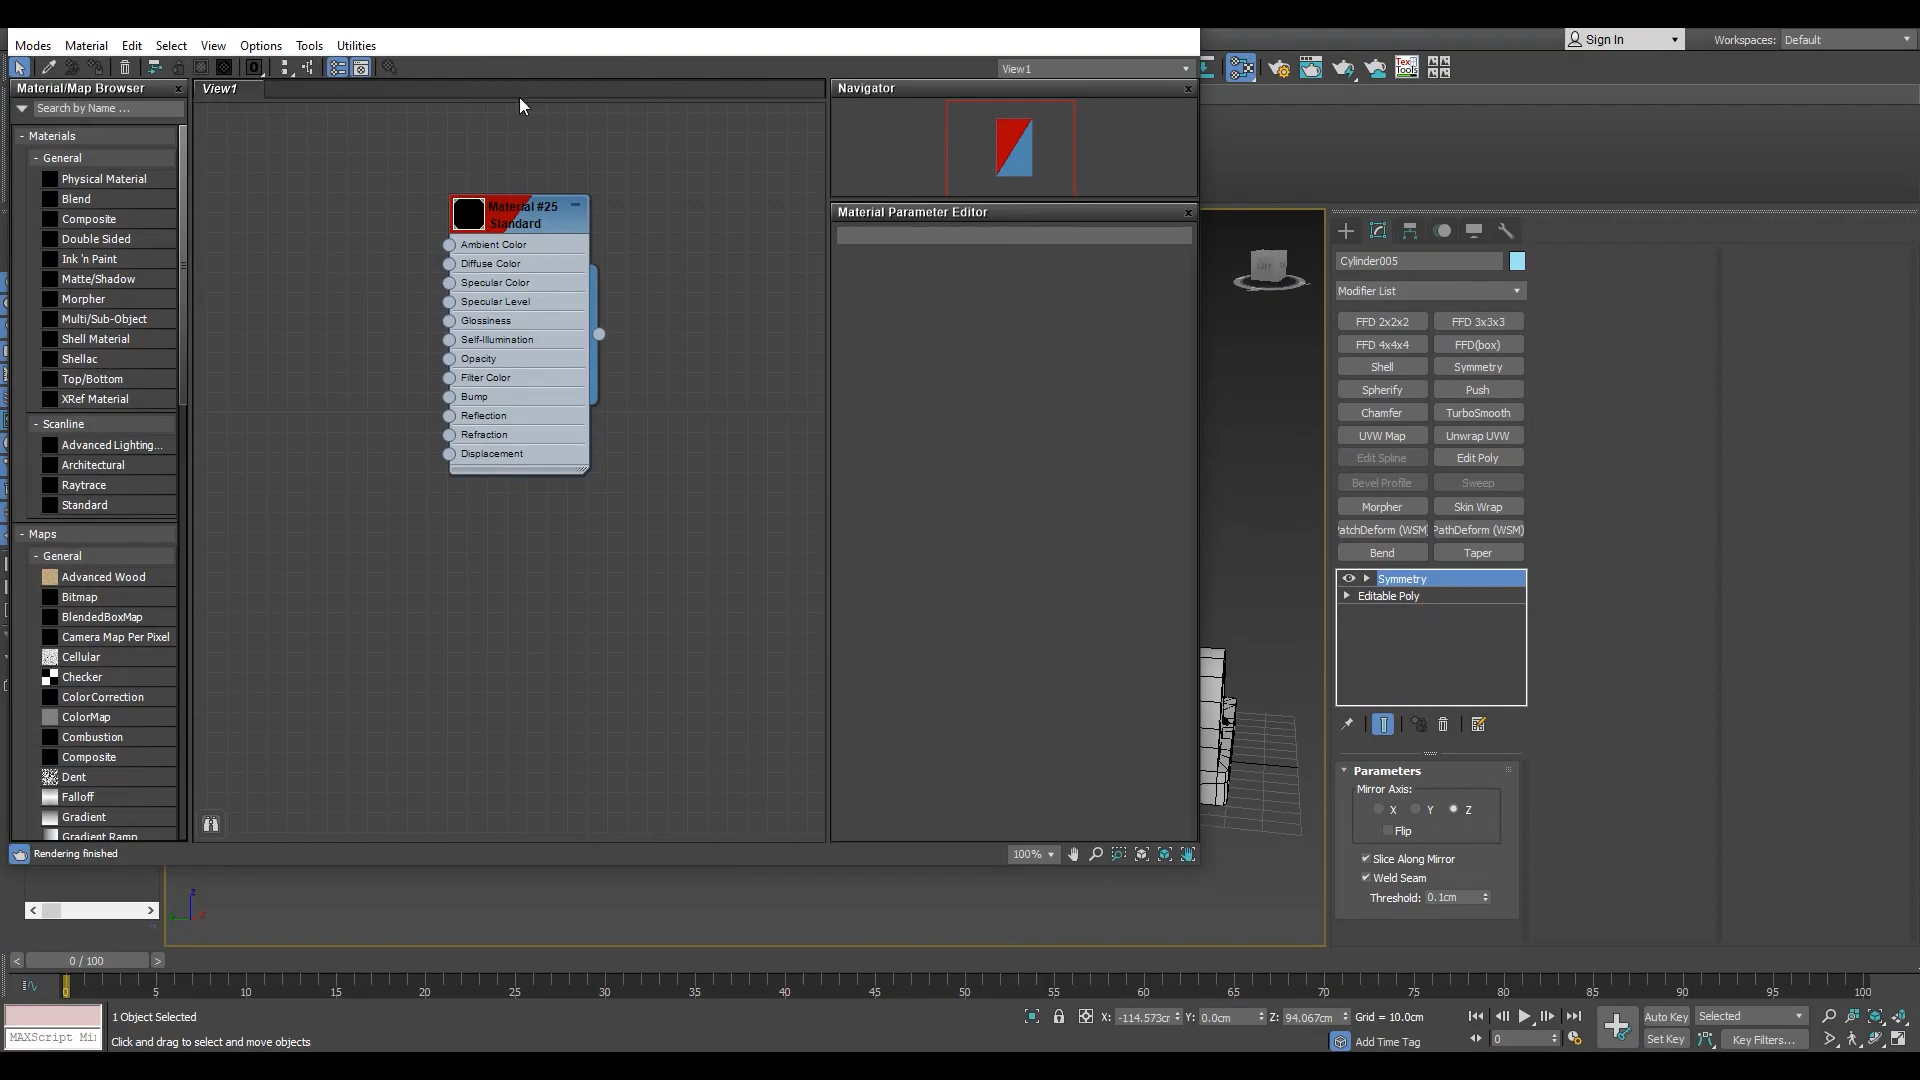 Sign In
Workspaces: Default
Modes Material Edit Select View Options Tools Utilities
View1
Material/Map Browser
View1
Navigator
Search by Name ...
- Materials
- General
Physical Material
Blend
Composite
Double Sided
Ink 'n Paint
Matte/Shadow
Morpher
Multi/Sub-Object
Shell Material
Shellac
Top/Bottom
XRef Material
- Scanline
Advanced Lighting...
Architectural
Raytrace
Standard
- Maps
- General
Advanced Wood
Bitmap
BlendedBoxMap
Camera Map Per Pixel
Cellular
Checker
ColorCorrection
ColorMap
Combustion
Composite
Dent
Falloff
Gradient
Gradient Ramp
Rendering finished
Material #25
Standard
Ambient Color
Diffuse Color
Specular Color
Specular Level
Glossiness
Self-Illumination
Opacity
Filter Color
Bump
Reflection
Refraction
Displacement
Material Parameter Editor
100%
Cylinder005
Modifier List
FFD 2x2x2 FFD 3x3x3
FFD 4x4x4 FFD(box)
Shell Symmetry
Spherify Push
Chamfer TurboSmooth
UVW Map Unwrap UVW
Edit Spline Edit Poly
Bevel Profile Sweep
Morpher Skin Wrap
PatchDeform (WSM) PathDeform (WSM)
Bend Taper
Symmetry
Editable Poly
Parameters
Mirror Axis:
X Y Z
Flip
Slice Along Mirror
Weld Seam
Threshold: 0.1cm
z
< 0 / 100 >
0 5 10 15 20 25 30 35 40 45 50 55 60 65 70 75 80 85 90 95 100
1 Object Selected
X: -114.573cr Y: 0.0cm Z: 94.067cm Grid = 10.0cm
Auto Key Selected
MAXScript Mi
Click and drag to select and move objects
Add Time Tag
0
Set Key Key Filters...
Tex
Tools